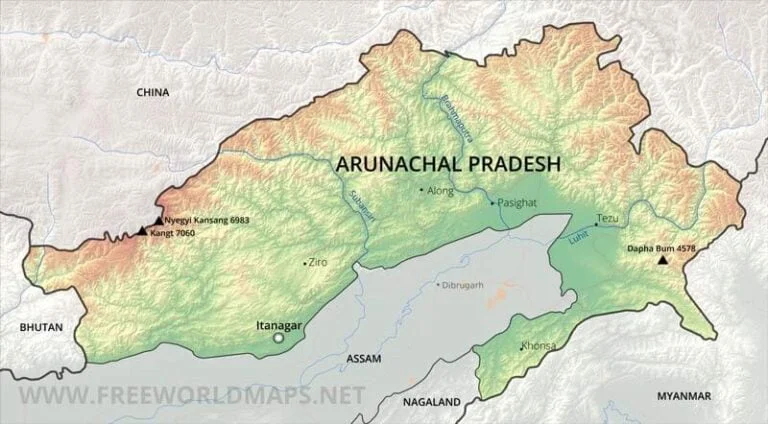 CHINA
Brahmaputra
ARUNACHAL PRADESH
Along
Pasighat
Subansiri
Nyegyi Kansang 6983
Kangt 7060
Tezu
Luhit
Dapha Bum 4578
Ziro
Dibrugarh
BHUTAN
Itanagar
Khonsa
ASSAM
NAGALAND
MYANMAR
WWW.FREEWORLDMAPS.NET